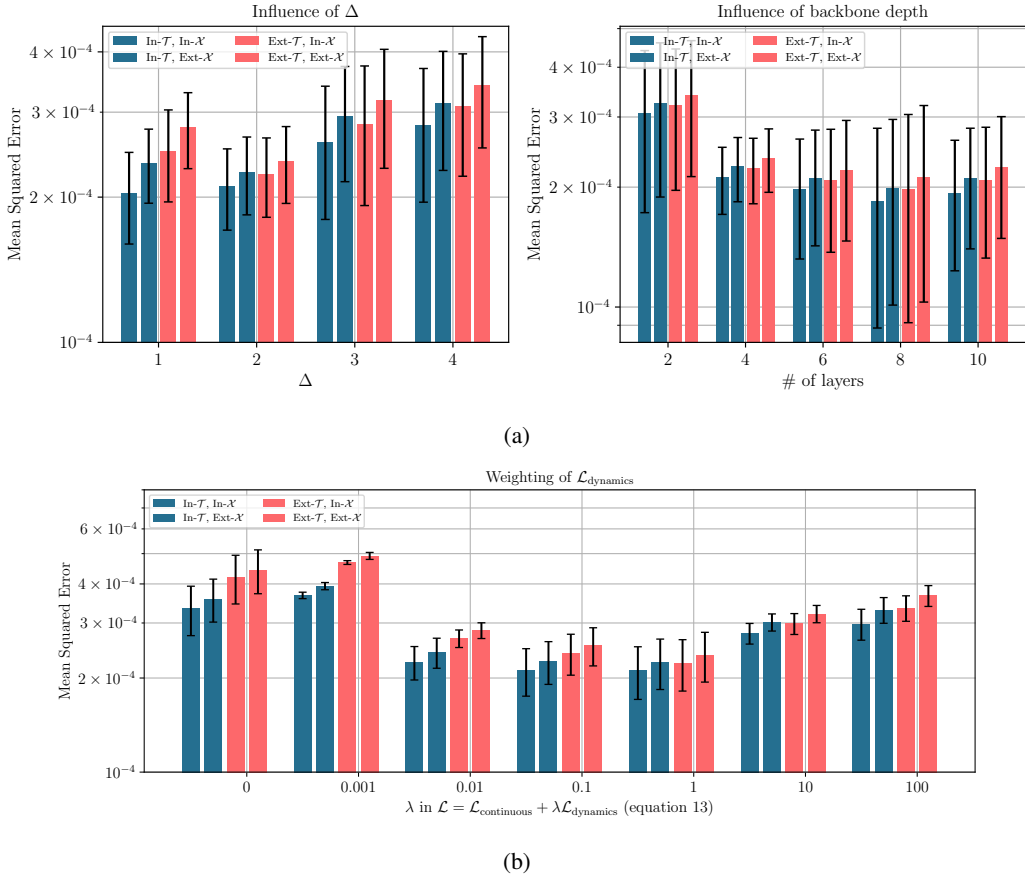 Influence of Δ
Mean Squared Error
4 × 10⁻⁴
3 × 10⁻⁴
2 × 10⁻⁴
10⁻⁴
In-𝒯, In-𝒳
In-𝒯, Ext-𝒳
Ext-𝒯, In-𝒳
Ext-𝒯, Ext-𝒳
1 2 3 4
Δ
Influence of backbone depth
Mean Squared Error
4 × 10⁻⁴
3 × 10⁻⁴
2 × 10⁻⁴
10⁻⁴
In-𝒯, In-𝒳
In-𝒯, Ext-𝒳
Ext-𝒯, In-𝒳
Ext-𝒯, Ext-𝒳
2 4 6 8 10
# of layers
(a)
Weighting of ℒdynamics
Mean Squared Error
6 × 10⁻⁴
4 × 10⁻⁴
3 × 10⁻⁴
2 × 10⁻⁴
10⁻⁴
In-𝒯, In-𝒳
In-𝒯, Ext-𝒳
Ext-𝒯, In-𝒳
Ext-𝒯, Ext-𝒳
0 0.001 0.01 0.1 1 10 100
λ in ℒ = ℒcontinuous + λℒdynamics (equation 13)
(b)